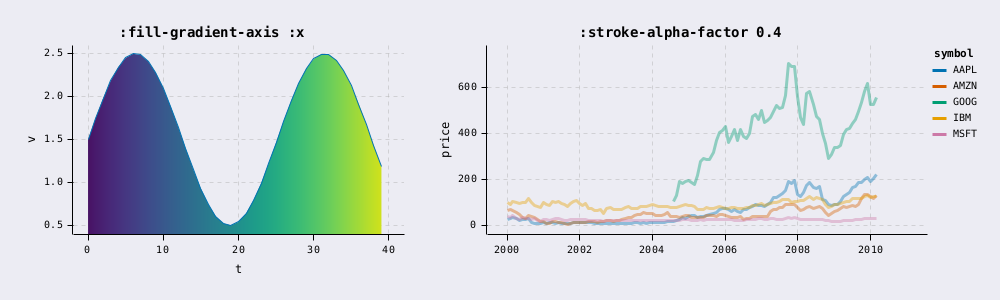 :fill-gradient-axis :x
2.5
2.0
1.5
1.0
0.5
v
0
10
20
30
40
t
:stroke-alpha-factor 0.4
600
400
200
0
price
2000
2002
2004
2006
2008
2010
symbol
AAPL
AMZN
GOOG
IBM
MSFT